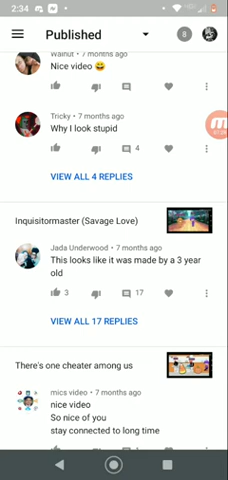 2:34
Published
8
Walnut • 7 months ago
Nice video 😄
Tricky • 7 months ago
Why I look stupid
4
VIEW ALL 4 REPLIES
Inquisitormaster (Savage Love)
Jada Underwood • 7 months ago
This looks like it was made by a 3 year
old
3 17
VIEW ALL 17 REPLIES
There's one cheater among us
mics video • 7 months ago
nice video
So nice of you
stay connected to long time